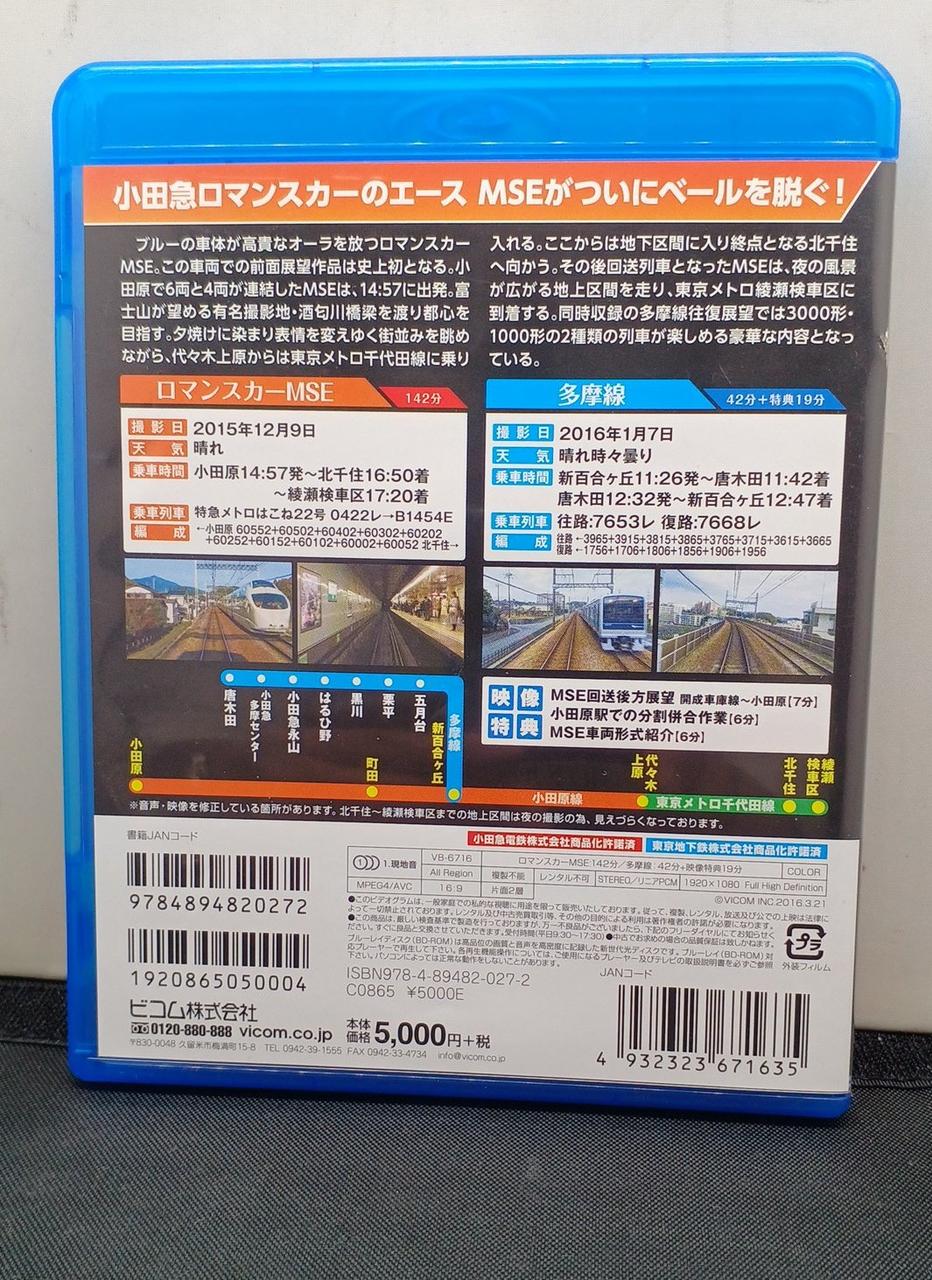 小田急ロマンスカーのエース MSEがついにベールを脱ぐ！
ブルーの車体が高貴なオーラを放つロマンスカー
MSE。この車両での前面展望作品は史上初となる。小
田原で6両と4両が連結したMSEは、14:57に出発。富
士山が望める有名撮影地・酒匂川橋梁を渡り都心を
目指す。夕焼けに染まり表情を変えゆく街並みを眺め
ながら、代々木上原からは東京メトロ千代田線に乗り
入れる。ここからは地下区間に入り終点となる北千住
へ向かう。その後回送列車となったMSEは、夜の風景
が広がる地上区間を走り、東京メトロ綾瀬検車区に
到着する。同時収録の多摩線往復展望では3000形・
1000形の2種類の列車が楽しめる豪華な内容となっ
ている。
ロマンスカーMSE 142分
撮影日 2015年12月9日
天気 晴れ
乗車時間 小田原14:57発〜北千住16:50着
〜綾瀬検車区17:20着
乗車列車 特急メトロはこね22号 0422レ→B1454E
編成 ←小田原 60552+60502+60402+60302+60202
+60252+60152+60102+60002+60052 北千住→
多摩線 42分+特典19分
撮影日 2016年1月7日
天気 晴れ時々曇り
乗車時間 新百合ヶ丘11:26発〜唐木田11:42着
唐木田12:32発〜新百合ヶ丘12:47着
乗車列車 往路:7653レ 復路:7668レ
編成 往路 ←3965+3915+3815+3865+3765+3715+3615+3665
復路 ←1756+1706+1806+1856+1906+1956
映像特典
MSE回送後方展望 開成車庫線〜小田原【7分】
小田原駅での分割併合作業【6分】
MSE車両形式紹介【6分】
唐木田
小田急多摩センター
小田急永山
はるひ野
黒川
栗平
五月台
新百合ヶ丘
多摩線
小田原
町田
代々木上原
北千住
綾瀬検車区
小田原線
東京メトロ千代田線
※音声・映像を修正している箇所があります。北千住〜綾瀬検車区までの地上区間は夜の撮影の為、見えづらくなっております。
小田急電鉄株式会社商品化許諾済 東京地下鉄株式会社商品化許諾済
書籍JANコード
9784894820272
1920865050004
1.現地音 VB-6716 ロマンスカーMSE:142分/多摩線:42分+映像特典19分 COLOR
All Region 複製不能 レンタル不可 STEREO/リニアPCM 1920×1080 Full High Definition
MPEG4/AVC 16:9 片面2層
©VICOM INC.2016.3.21
プラ
外装フィルム
ISBN978-4-89482-027-2
C0865 ¥5000E
JANコード
4 932323 671635
ビコム株式会社
0120-880-888 vicom.co.jp
本体価格 5,000円+税
〒830-0048 久留米市梅満町15-8 TEL 0942-39-1555 FAX 0942-33-4734 info@vicom.co.jp